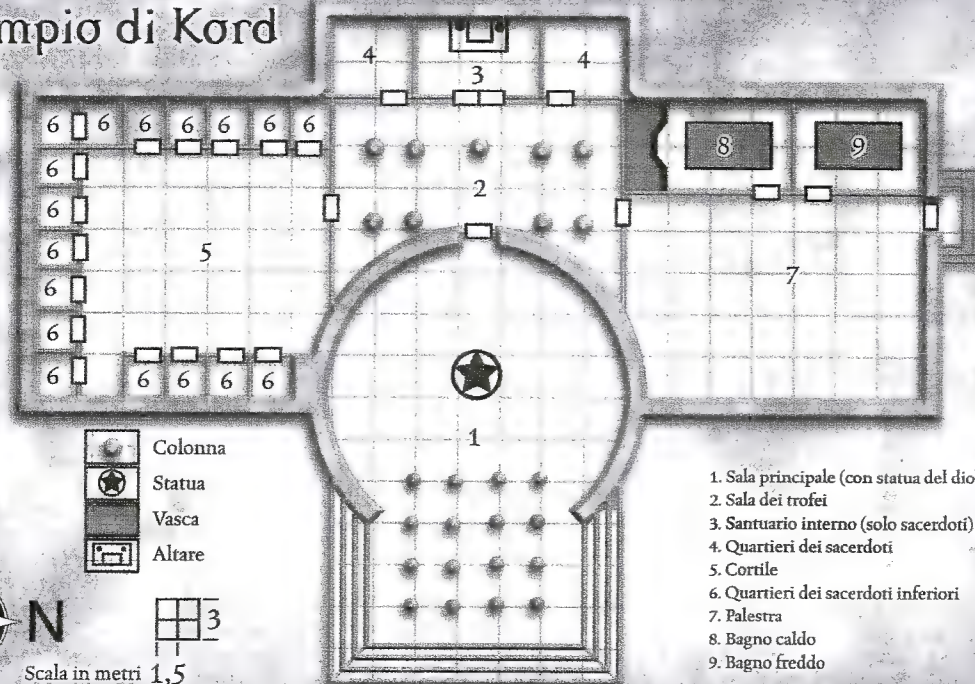 mpio di Kord
4 4
3
6 6 6 6 6 6 6
8 9
6
2
6
6 5
7
6
6
6 6 6 6 6
1
Colonna
Statua
Vasca
Altare
N
3
Scala in metri 1,5
1. Sala principale (con statua del dio
2. Sala dei trofei
3. Santuario interno (solo sacerdoti)
4. Quartieri dei sacerdoti
5. Cortile
6. Quartieri dei sacerdoti inferiori
7. Palestra
8. Bagno caldo
9. Bagno freddo